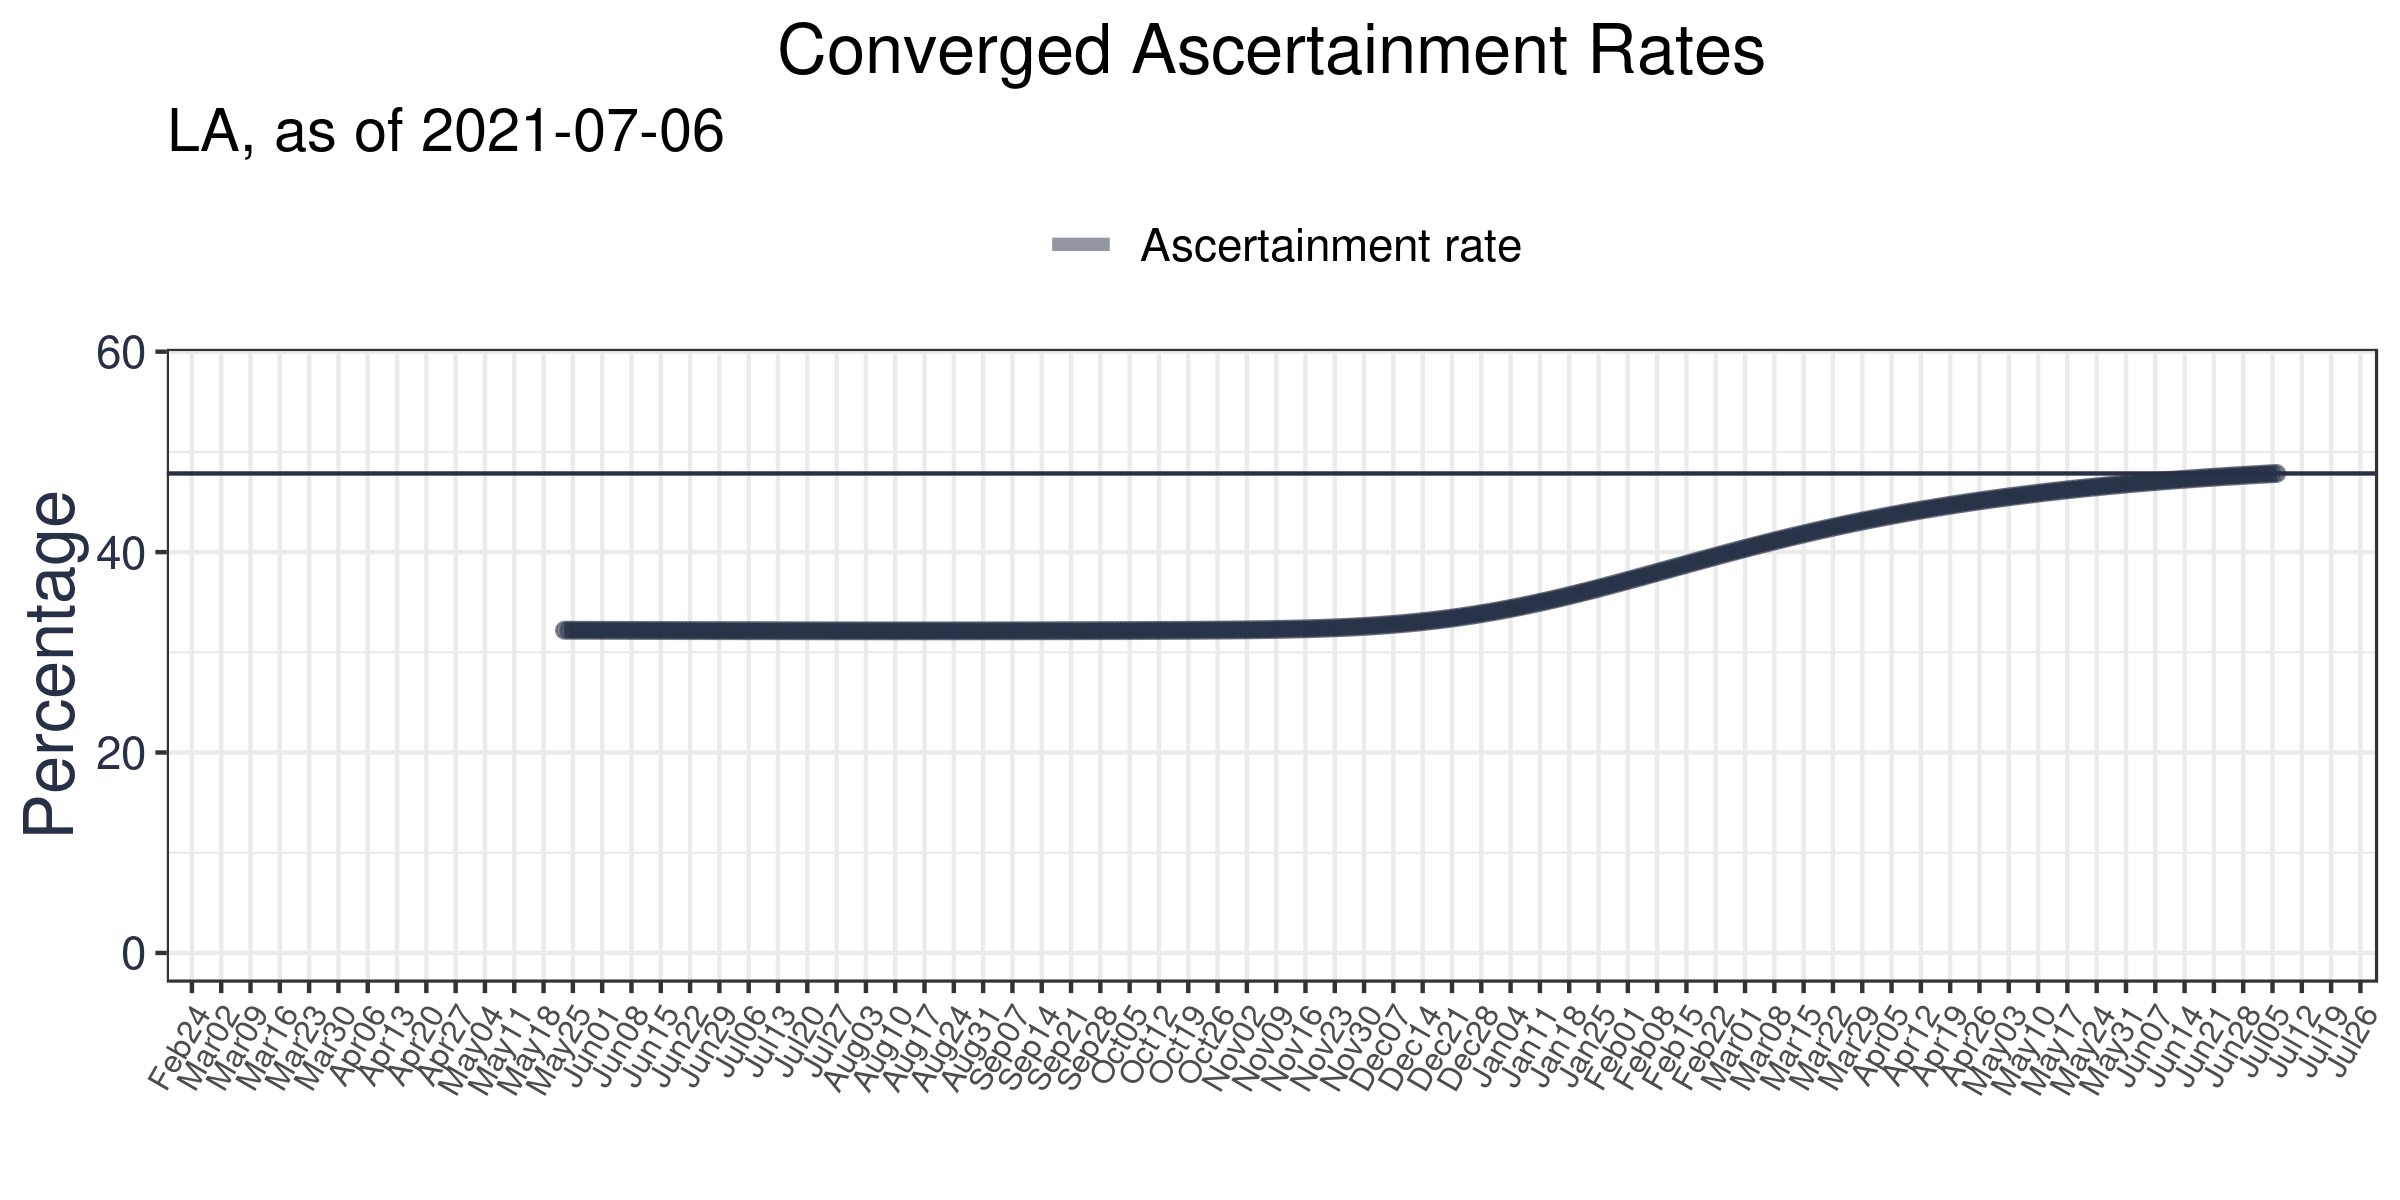 Converged Ascertainment Rates
LA, as of 2021-07-06
Ascertainment rate
Percentage
60
40
20
0
Feb24 Mar02 Mar09 Mar16 Mar23 Mar30 Apr06 Apr13 Apr20 Apr27 May04 May11 May18 May25 Jun01 Jun08 Jun15 Jun22 Jun29 Jul06 Jul13 Jul20 Jul27 Aug03 Aug10 Aug17 Aug24 Aug31 Sep07 Sep14 Sep21 Sep28 Oct05 Oct12 Oct19 Oct26 Nov02 Nov09 Nov16 Nov23 Nov30 Dec07 Dec14 Dec21 Dec28 Jan04 Jan11 Jan18 Jan25 Feb01 Feb08 Feb15 Feb22 Mar01 Mar08 Mar15 Mar22 Mar29 Apr05 Apr12 Apr19 Apr26 May03 May10 May17 May24 May31 Jun07 Jun14 Jun21 Jun28 Jul05 Jul12 Jul19 Jul26